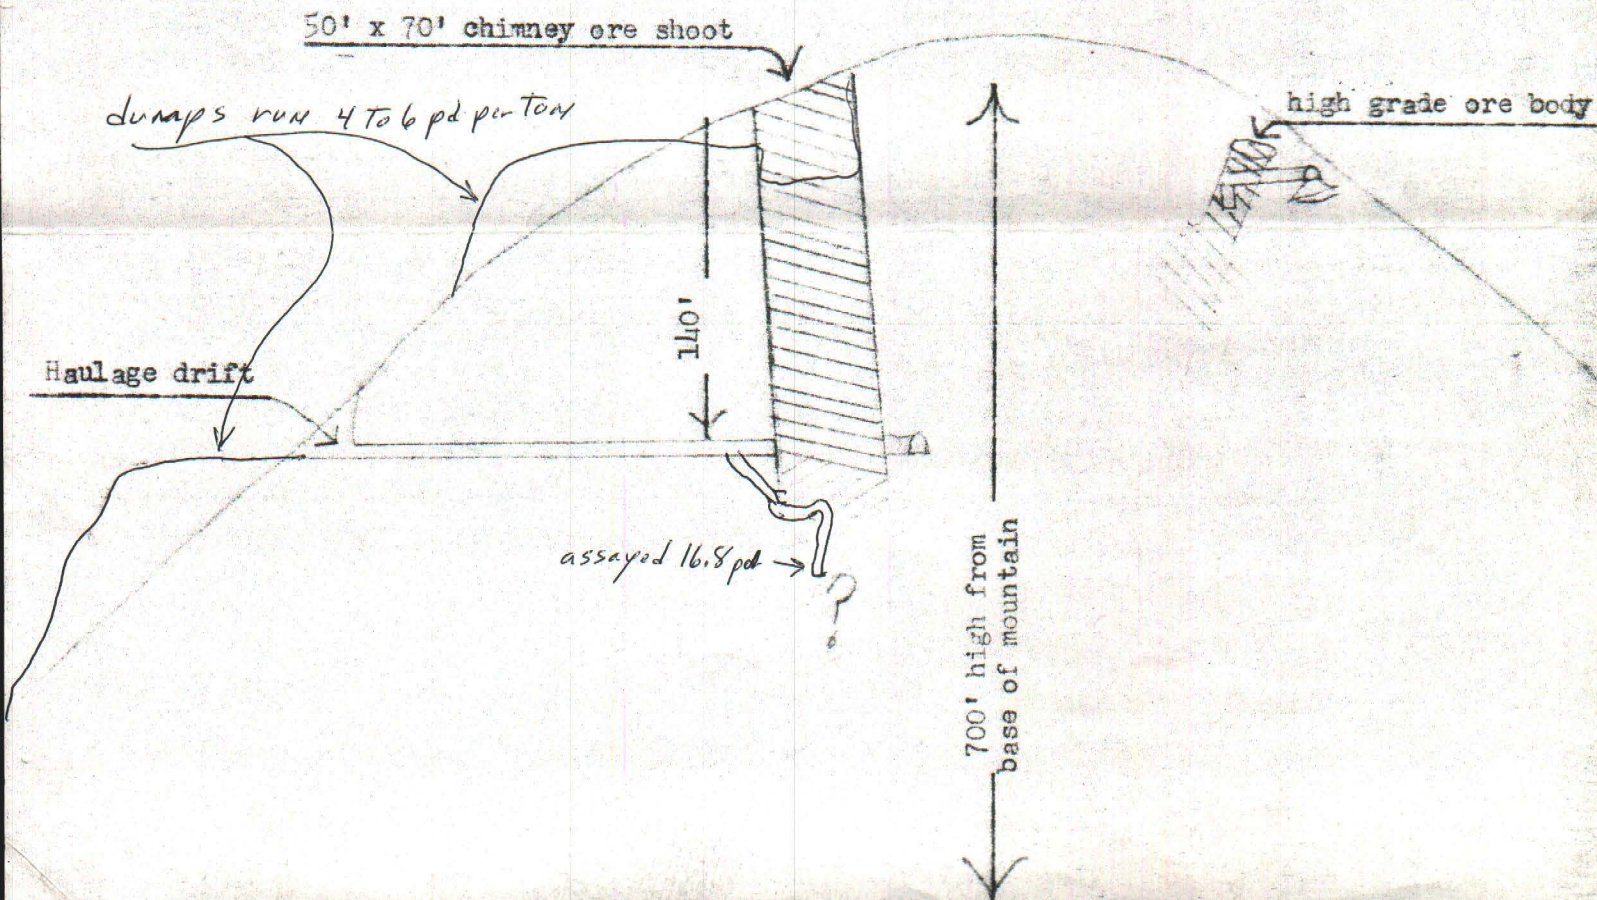 50' x 70' chimney ore shoot
dumps run 4 To 6 pd per Ton
high grade ore body
140'
Haulage drift
assayed 16.8 pd
?
700' high from
base of mountain